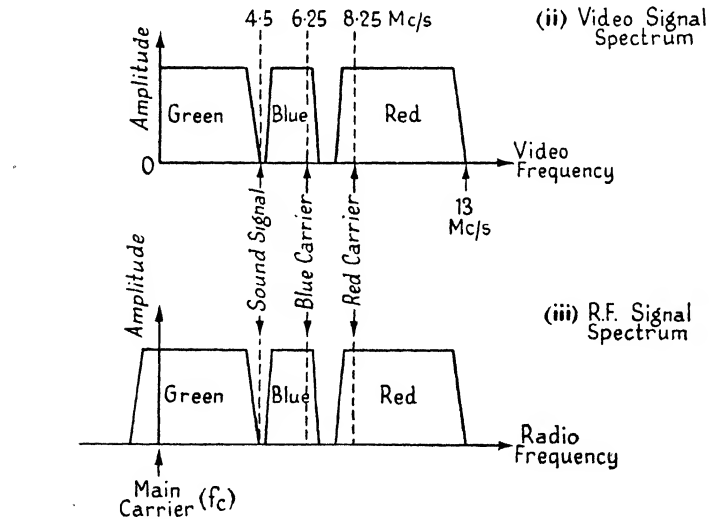 4·5 6·25 8·25 Mc/s
(ii) Video Signal
Spectrum
Amplitude
Green
Blue
Red
0
Video
Frequency
13
Mc/s
Sound Signal
Blue Carrier
Red Carrier
(iii) R.F. Signal
Spectrum
Amplitude
Green
Blue
Red
Radio
Frequency
Main
Carrier (fc)